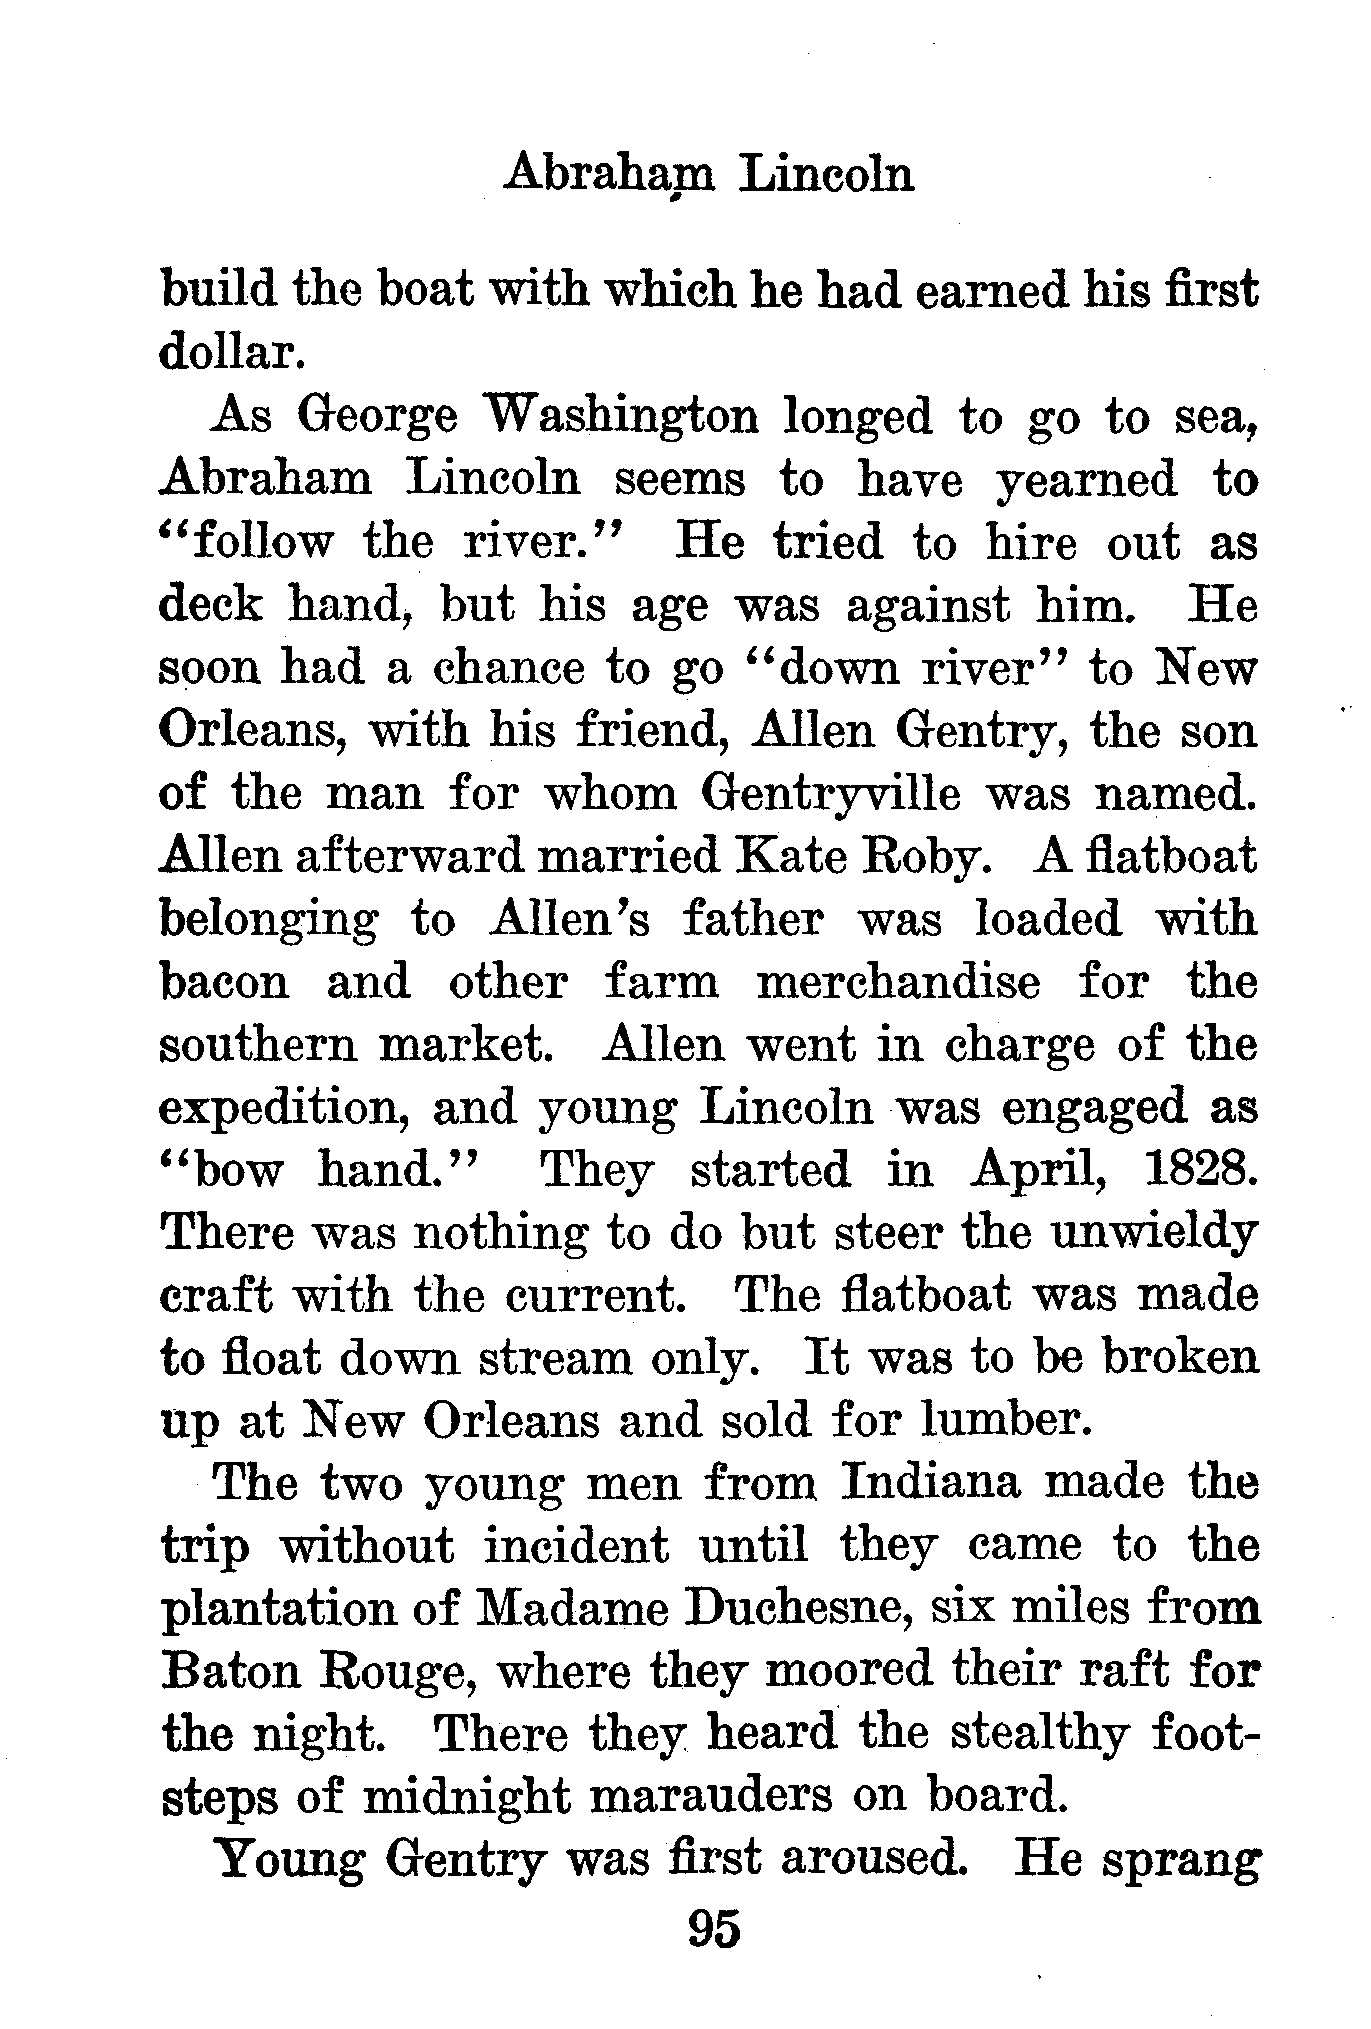 Abraham Lincoln
build the boat with which he had earned his first
dollar.
As George Washington longed to go to sea,
Abraham Lincoln seems to have yearned to
"follow the river." He tried to hire out as
deck hand, but his age was against him. He
soon had a chance to go "down river" to New
Orleans, with his friend, Allen Gentry, the son
of the man for whom Gentryville was named.
Allen afterward married Kate Roby. A flatboat
belonging to Allen's father was loaded with
bacon and other farm merchandise for the
southern market. Allen went in charge of the
expedition, and young Lincoln was engaged as
"bow hand." They started in April, 1828.
There was nothing to do but steer the unwieldy
craft with the current. The flatboat was made
to float down stream only. It was to be broken
up at New Orleans and sold for lumber.
The two young men from Indiana made the
trip without incident until they came to the
plantation of Madame Duchesne, six miles from
Baton Rouge, where they moored their raft for
the night. There they heard the stealthy foot-
steps of midnight marauders on board.
Young Gentry was first aroused. He sprang
95